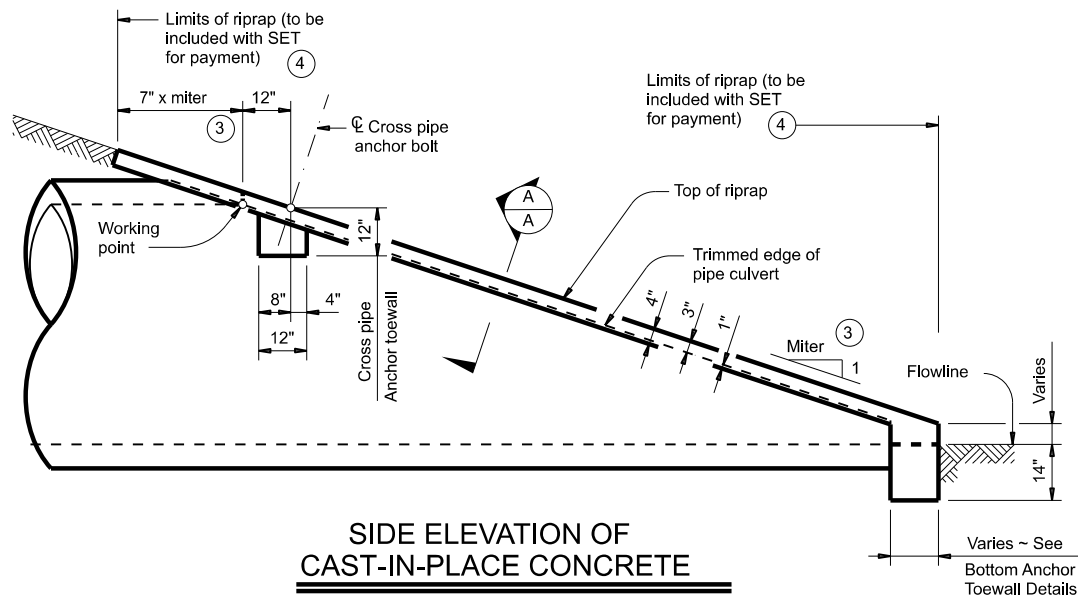 Limits of riprap (to be
included with SET
for payment)
4
7" x miter
12"
3
℄ Cross pipe
anchor bolt
Limits of riprap (to be
included with SET
for payment)
4
A
A
Top of riprap
Working
point
12"
Trimmed edge of
pipe culvert
8"
4"
12"
Cross pipe
Anchor toewall
4"
3"
1"
3
Miter
1
Flowline
Varies
14"
SIDE ELEVATION OF
CAST-IN-PLACE CONCRETE
Varies ~ See
Bottom Anchor
Toewall Details